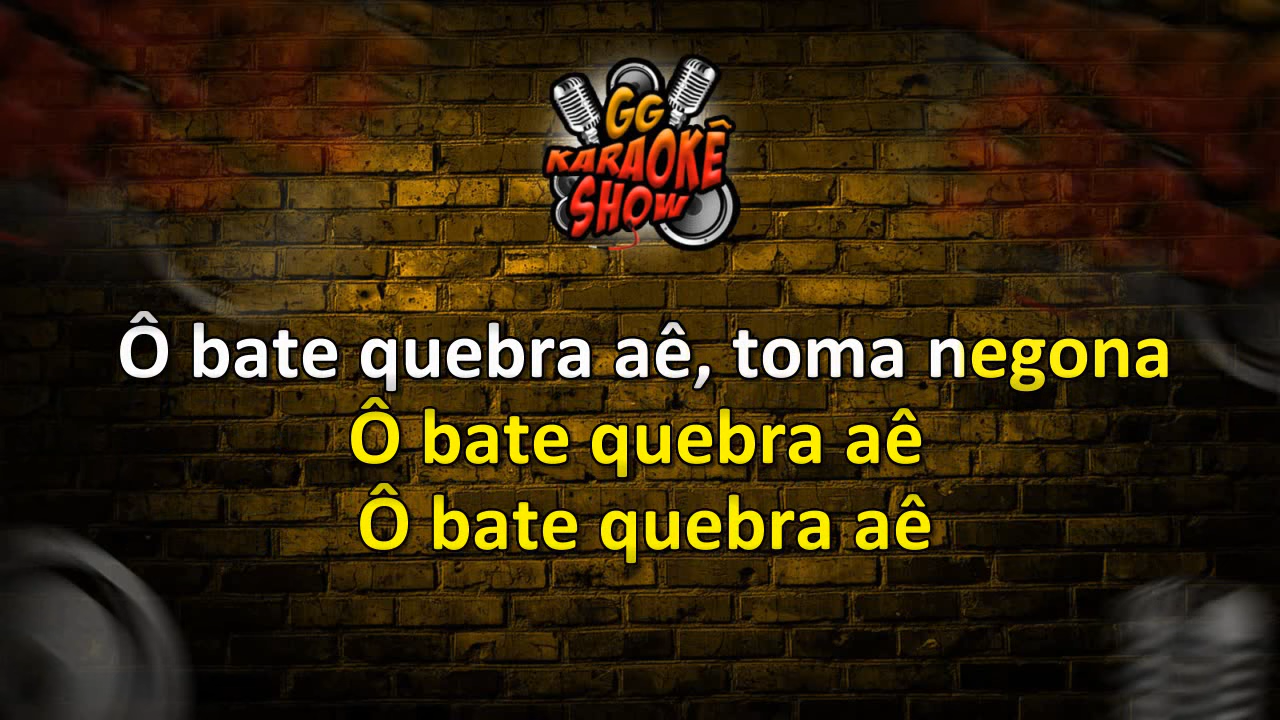 GG
KARAOKÊ
SHOW
Ô bate quebra aê, toma negona
Ô bate quebra aê
Ô bate quebra aê